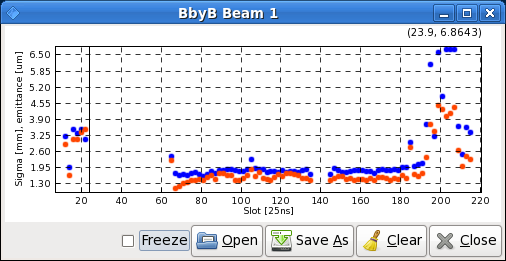 BbyB Beam 1
(23.9, 6.8643)
Sigma [mm], emittance [um]
6.50
5.85
5.20
4.55
3.90
3.25
2.60
1.95
1.30
20 40 60 80 100 120 140 160 180 200 220
Slot [25ns]
Freeze Open Save As Clear Close